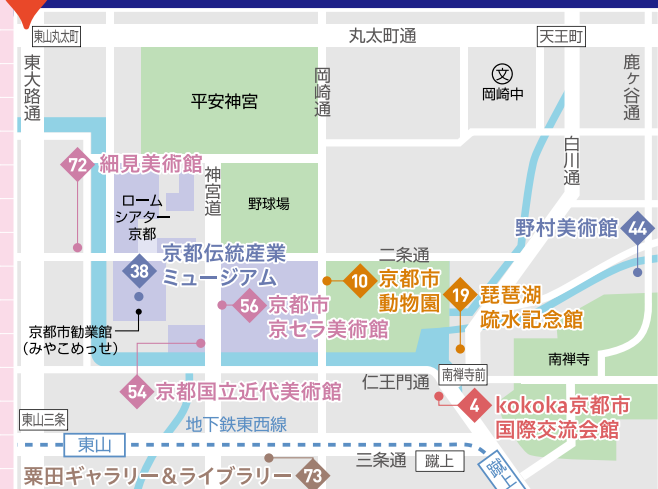 東山丸太町
丸太町通
天王町
東大路通
岡崎通
鹿ヶ谷通
文
岡崎中
平安神宮
白川通
72 細見美術館
神宮道
ローム
シアター
京都
野球場
野村美術館 44
38 京都伝統産業
ミュージアム
二条通
10 京都市
動物園
19 琵琶湖
疏水記念館
56 京都市
京セラ美術館
京都市勧業館
（みやこめっせ）
南禅寺
仁王門通
南禅寺前
54 京都国立近代美術館
4 kokoka京都市
国際交流会館
東山三条
地下鉄東西線
東山
三条通
蹴上
蹴上
粟田ギャラリー＆ライブラリー 73